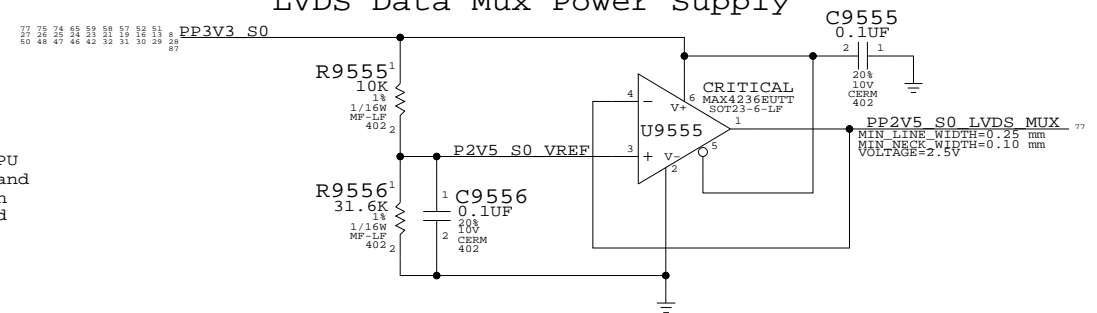 LVDS Data Mux Power Supply
77 75 74 65 59 58 57 52 51
27 26 25 24 23 21 19 16 13 8 PP3V3_S0
50 48 47 46 42 32 31 30 29 28
87
C9555
0.1UF
2 1
20%
10V
CERM
402
R9555 1
10K
1%
1/16W
MF-LF
402 2
CRITICAL
MAX4236EUTT
SOT23-6-LF
4
6
V+
U9555
1
PP2V5_S0_LVDS_MUX 77
MIN_LINE_WIDTH=0.25 mm
MIN_NECK_WIDTH=0.10 mm
VOLTAGE=2.5V
P2V5_S0_VREF
3
V-
5
2
PU
and
n
d
R9556 1
31.6K
1%
1/16W
MF-LF
402 2
1 C9556
0.1UF
20%
10V
2 CERM
402